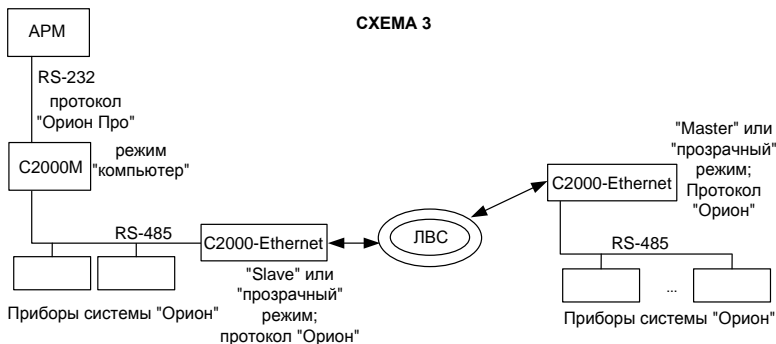 СХЕМА 3
АРМ
RS-232
протокол
"Орион Про"
С2000М
режим
"компьютер"
RS-485
С2000-Ethernet
"Slave" или
"прозрачный"
режим;
протокол "Орион"
Приборы системы "Орион"
ЛВС
"Master" или
"прозрачный"
режим;
Протокол
"Орион"
С2000-Ethernet
RS-485
...
Приборы системы "Орион"